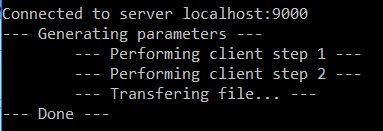 Connected to server localhost:9000
--- Generating parameters ---
--- Performing client step 1 ---
--- Performing client step 2 ---
--- Transfering file... ---
--- Done ---